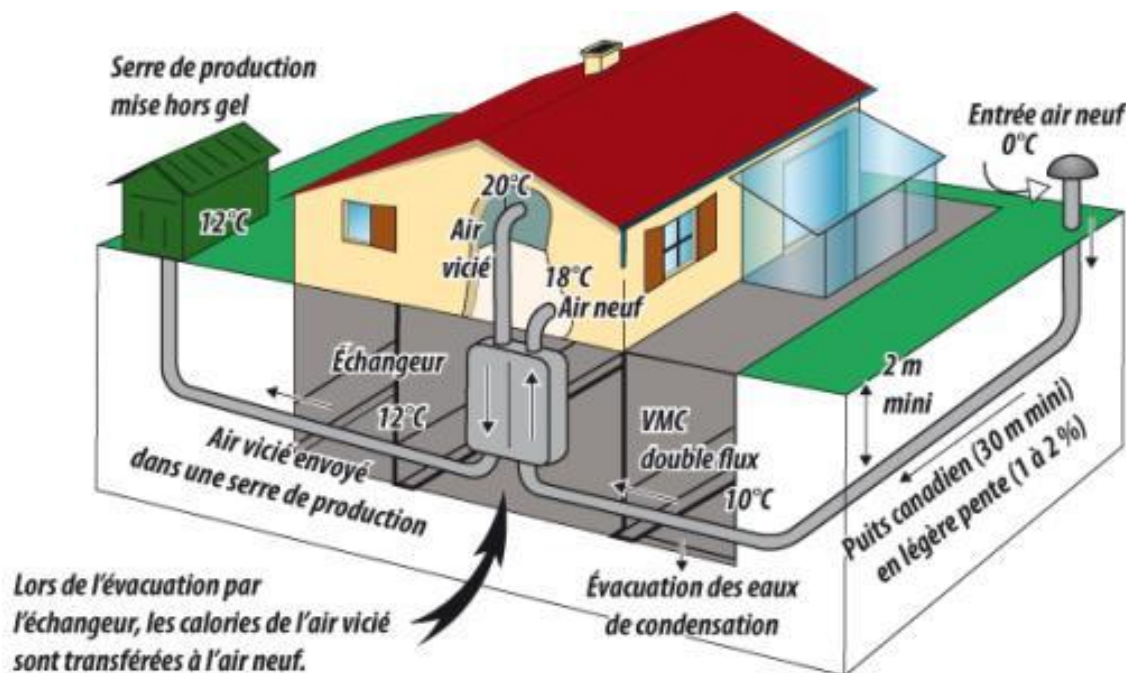 Serre de production
mise hors gel
12°C
20°C
Air
vicié
18°C
Air neuf
Entrée air neuf
0°C
Échangeur
12°C
Air vicié envoyé
dans une serre de production
VMC
double flux
10°C
2 m
mini
Puits canadien (30 m mini)
en légère pente (1 à 2 %)
Évacuation des eaux
de condensation
Lors de l'évacuation par
l'échangeur, les calories de l'air vicié
sont transférées à l'air neuf.